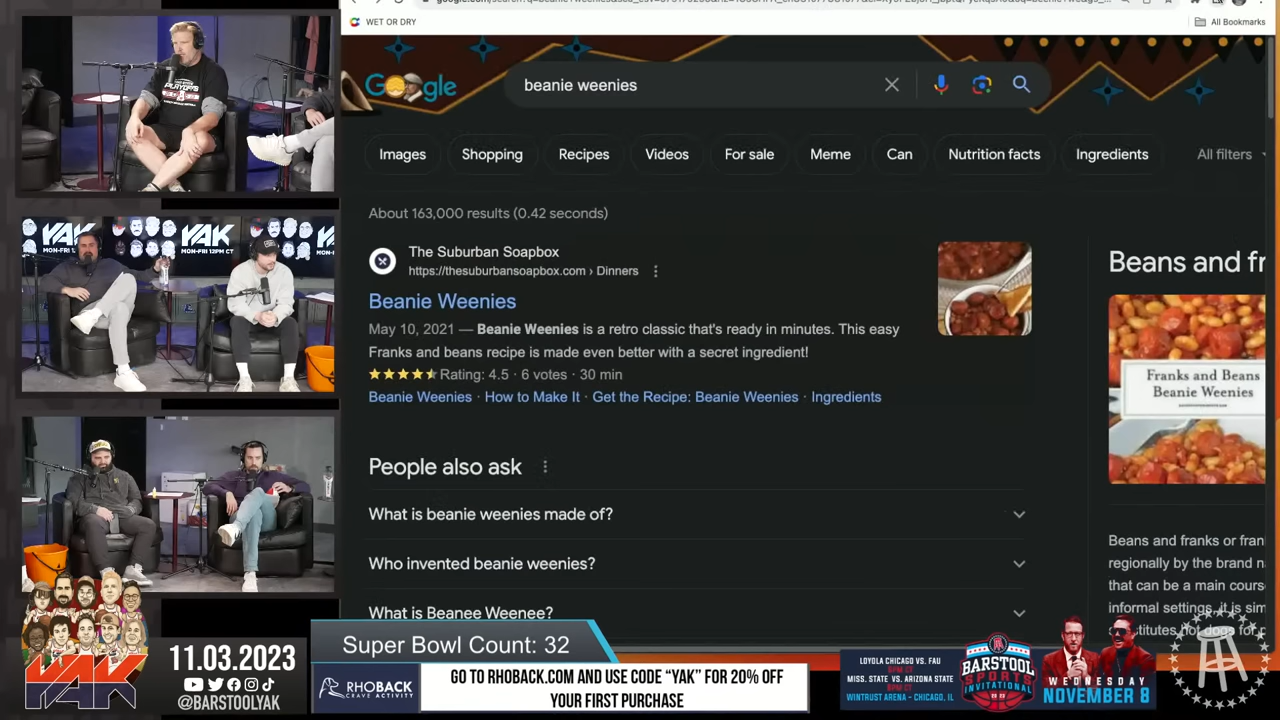 WET OR DRY
All Bookmarks
Google
beanie weenies
Images
Shopping
Recipes
Videos
For sale
Meme
Can
Nutrition facts
Ingredients
All filters
About 163,000 results (0.42 seconds)
The Suburban Soapbox
https://thesuburbansoapbox.com › Dinners
Beanie Weenies
May 10, 2021 — Beanie Weenies is a retro classic that's ready in minutes. This easy
Franks and beans recipe is made even better with a secret ingredient!
Rating: 4.5 · 6 votes · 30 min
Beanie Weenies · How to Make It · Get the Recipe: Beanie Weenies · Ingredients
Beans and fr
Franks and Beans
Beanie Weenies
People also ask
What is beanie weenies made of?
Who invented beanie weenies?
What is Beanee Weenee?
Beans and franks or fran
regionally by the brand n
that can be a main cours
informal settings, it is sim
hot dogs for
YAK
MON-FRI 12PM CT
YAK
11.03.2023
@BARSTOOLYAK
Super Bowl Count: 32
RHOBACK
CRAVE ACTIVITY
GO TO RHOBACK.COM AND USE CODE “YAK” FOR 20% OFF
YOUR FIRST PURCHASE
LOYOLA CHICAGO VS. FAU
MISS. STATE VS. ARIZONA STATE
WINTRUST ARENA - CHICAGO, IL
BARSTOOL
SPORTS
INVITATIONAL
WEDNESDAY
NOVEMBER 8